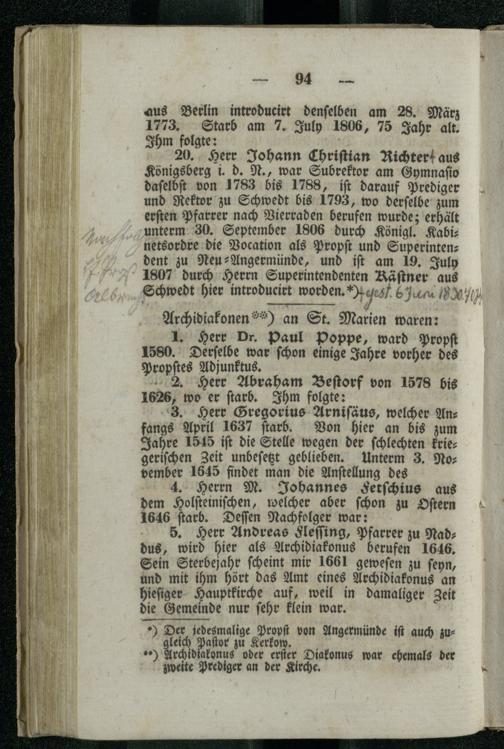 — 94 —
aus Berlin introducirt denselben am 28. März
1773. Starb am 7. July 1806, 75 Jahr alt.
Ihm folgte:
20. Herr Johann Christian Richter aus
Königsberg i. d. N., war Subrektor am Gymnasio
daselbst von 1783 bis 1788, ist darauf Prediger
und Rektor zu Schwedt bis 1793, wo derselbe zum
ersten Pfarrer nach Vierraden berufen wurde; erhält
unterm 30. September 1806 durch Königl. Kabi-
netsordre die Vocation als Propst und Superinten-
dent zu Neu-Angermünde, und ist am 19. July
1807 durch Herrn Superintendenten Kästner aus
Schwedt hier introducirt worden.*) gest. 6 Juni 1830.
Archidiakonen**) an St. Marien waren:
1. Herr Dr. Paul Poppe, ward Propst
1580. Derselbe war schon einige Jahre vorher des
Propstes Adjunktus.
2. Herr Abraham Bestorf von 1578 bis
1626, wo er starb. Ihm folgte:
3. Herr Gregorius Arnisäus, welcher An-
fangs April 1637 starb. Von hier an bis zum
Jahre 1545 ist die Stelle wegen der schlechten krie-
gerischen Zeit unbesetzt geblieben. Unterm 3. No-
vember 1645 findet man die Anstellung des
4. Herrn M. Johannes Fetschius aus
dem Holsteinischen, welcher aber schon zu Ostern
1646 starb. Dessen Nachfolger war:
5. Herr Andreas Flessing, Pfarrer zu Nad-
dus, wird hier als Archidiakonus berufen 1646.
Sein Sterbejahr scheint mir 1661 gewesen zu seyn,
und mit ihm hört das Amt eines Archidiakonus an
hiesiger Hauptkirche auf, weil in damaliger Zeit
die Gemeinde nur sehr klein war.
*) Der jedesmalige Propst von Angermünde ist auch zu-
gleich Pastor zu Kerkow.
**) Archidiakonus oder erster Diakonus war ehemals der
zweite Prediger an der Kirche.